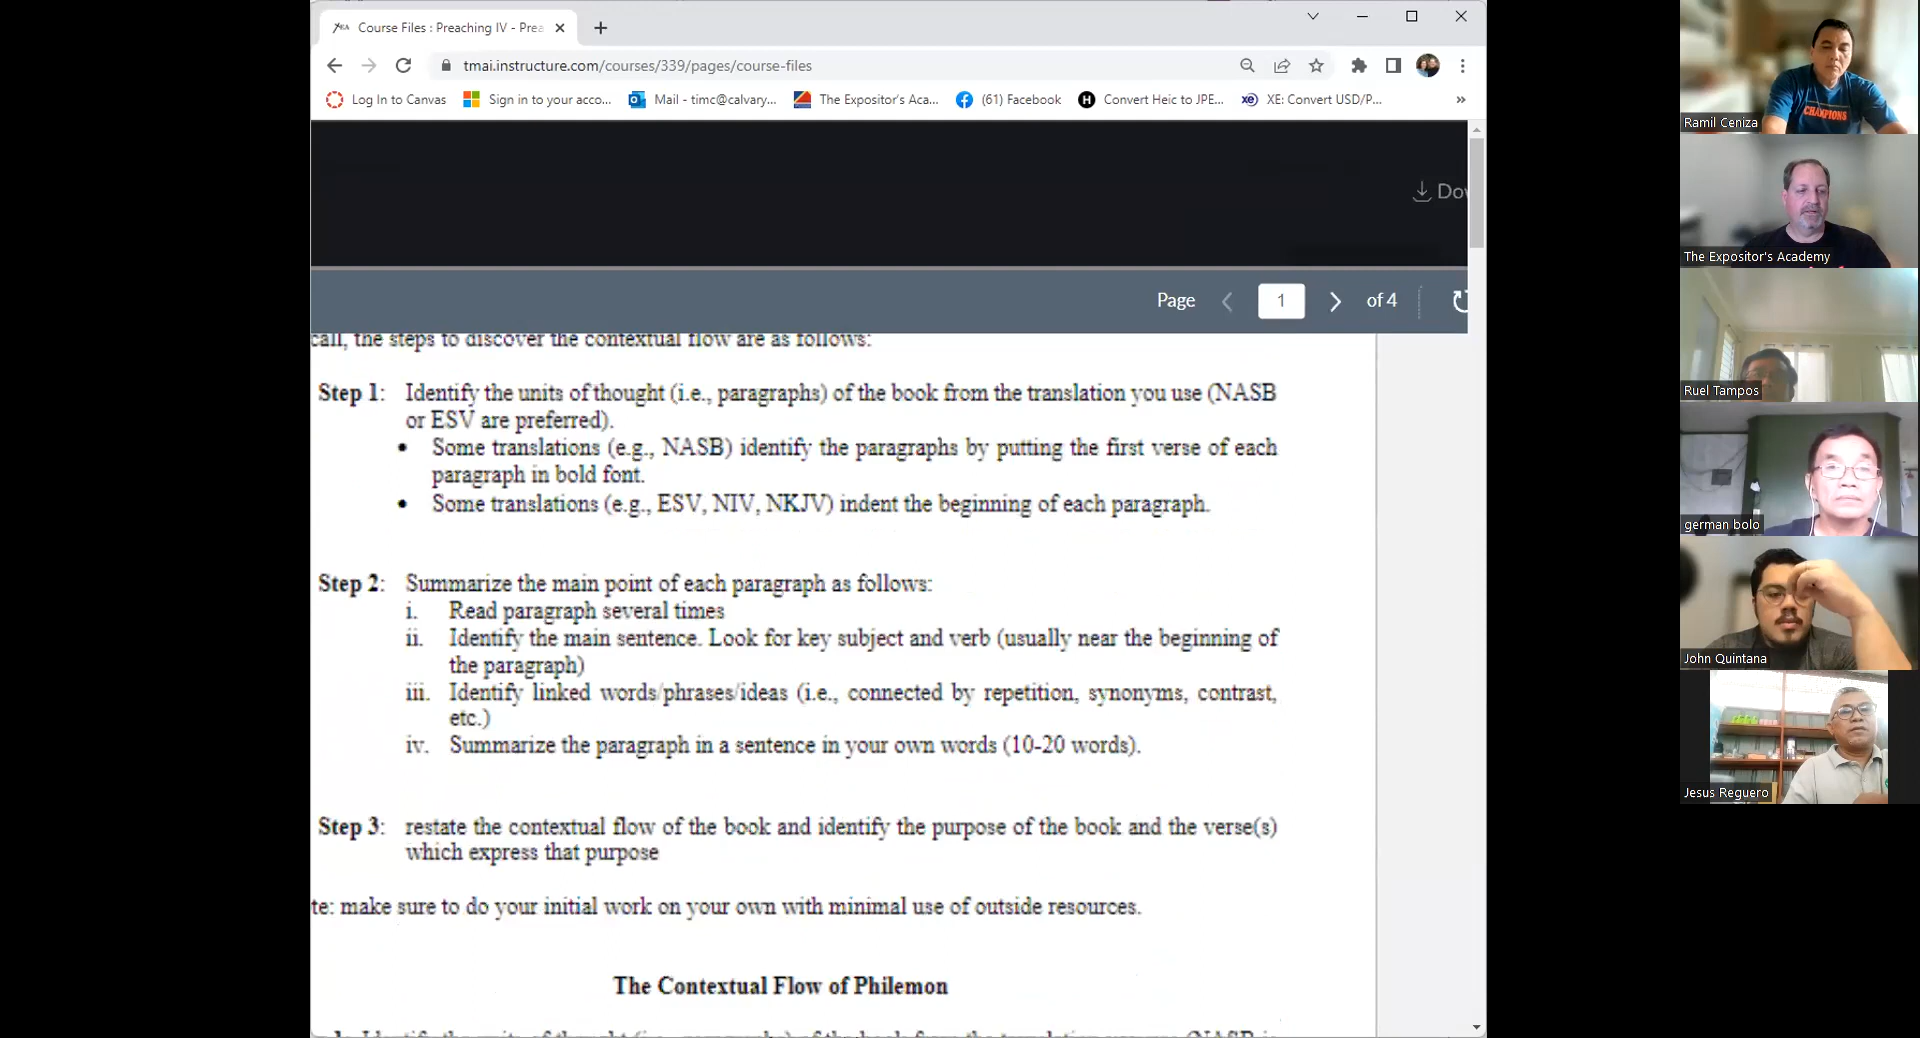 Course Files : Preaching IV - Prea
tmai.instructure.com/courses/339/pages/course-files
Log In to Canvas
Sign in to your acco...
Mail - timc@calvary...
The Expositor's Aca...
(61) Facebook
Convert Heic to JPE...
XE: Convert USD/P...
»
Dov
Page 1 of 4
call, the steps to discover the contextual flow are as follows:
Step 1: Identify the units of thought (i.e., paragraphs) of the book from the translation you use (NASB
or ESV are preferred).
• Some translations (e.g., NASB) identify the paragraphs by putting the first verse of each
paragraph in bold font.
• Some translations (e.g., ESV, NIV, NKJV) indent the beginning of each paragraph.
Step 2: Summarize the main point of each paragraph as follows:
i. Read paragraph several times
ii. Identify the main sentence. Look for key subject and verb (usually near the beginning of
the paragraph)
iii. Identify linked words/phrases/ideas (i.e., connected by repetition, synonyms, contrast,
etc.)
iv. Summarize the paragraph in a sentence in your own words (10-20 words).
Step 3: restate the contextual flow of the book and identify the purpose of the book and the verse(s)
which express that purpose
te: make sure to do your initial work on your own with minimal use of outside resources.
The Contextual Flow of Philemon
CHAMPIONS
Ramil Ceniza
The Expositor's Academy
Ruel Tampos
german bolo
John Quintana
Jesus Reguero